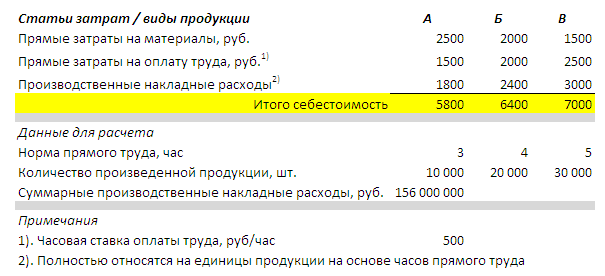 Статьи затрат / виды продукции А Б В
Прямые затраты на материалы, руб. 2500 2000 1500
Прямые затраты на оплату труда, руб.1) 1500 2000 2500
Производственные накладные расходы2) 1800 2400 3000
Итого себестоимость 5800 6400 7000
Данные для расчета
Норма прямого труда, час 3 4 5
Количество произведенной продукции, шт. 10 000 20 000 30 000
Суммарные производственные накладные расходы, руб. 156 000 000
Примечания
1). Часовая ставка оплаты труда, руб/час 500
2). Полностью относятся на единицы продукции на основе часов прямого труда